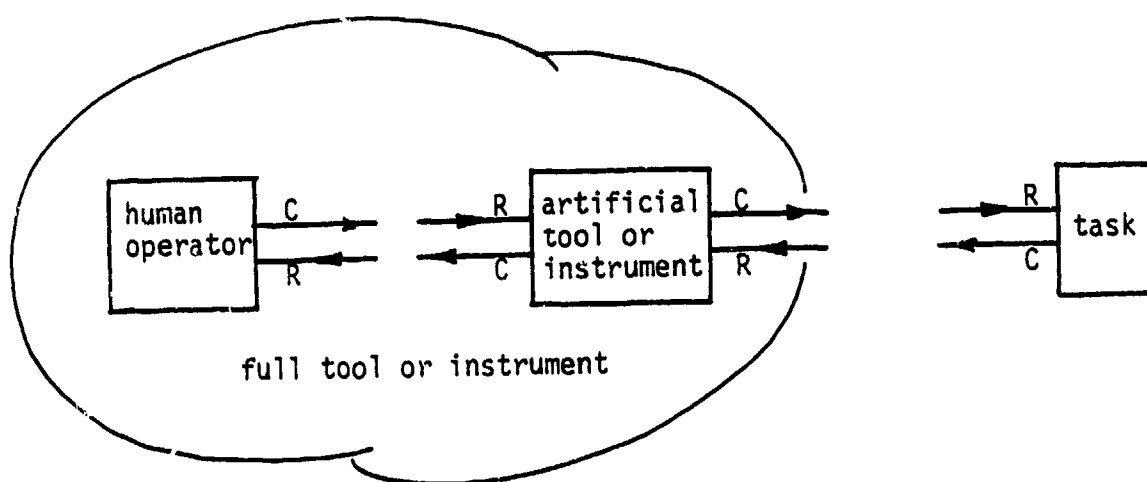 human
operator
C
R
R
C
artificial
tool or
instrument
C
R
R
C
task
full tool or instrument